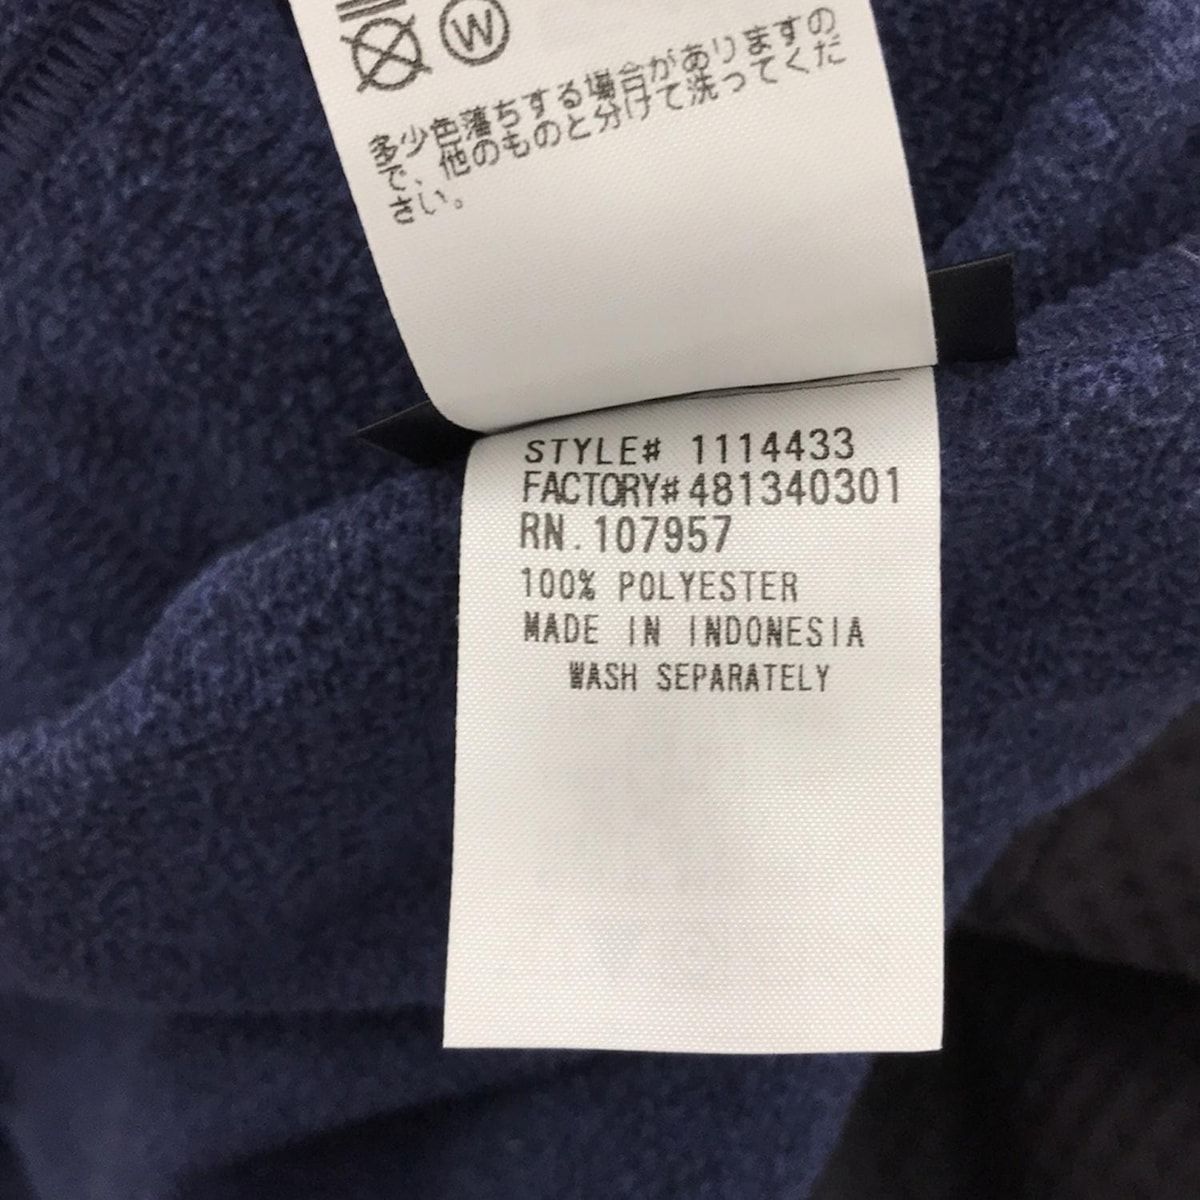 W
多少色落ちする場合がありますの
で、他のものと分けて洗ってくだ
さい。
STYLE# 1114433
FACTORY#481340301
RN.107957
100% POLYESTER
MADE IN INDONESIA
WASH SEPARATELY